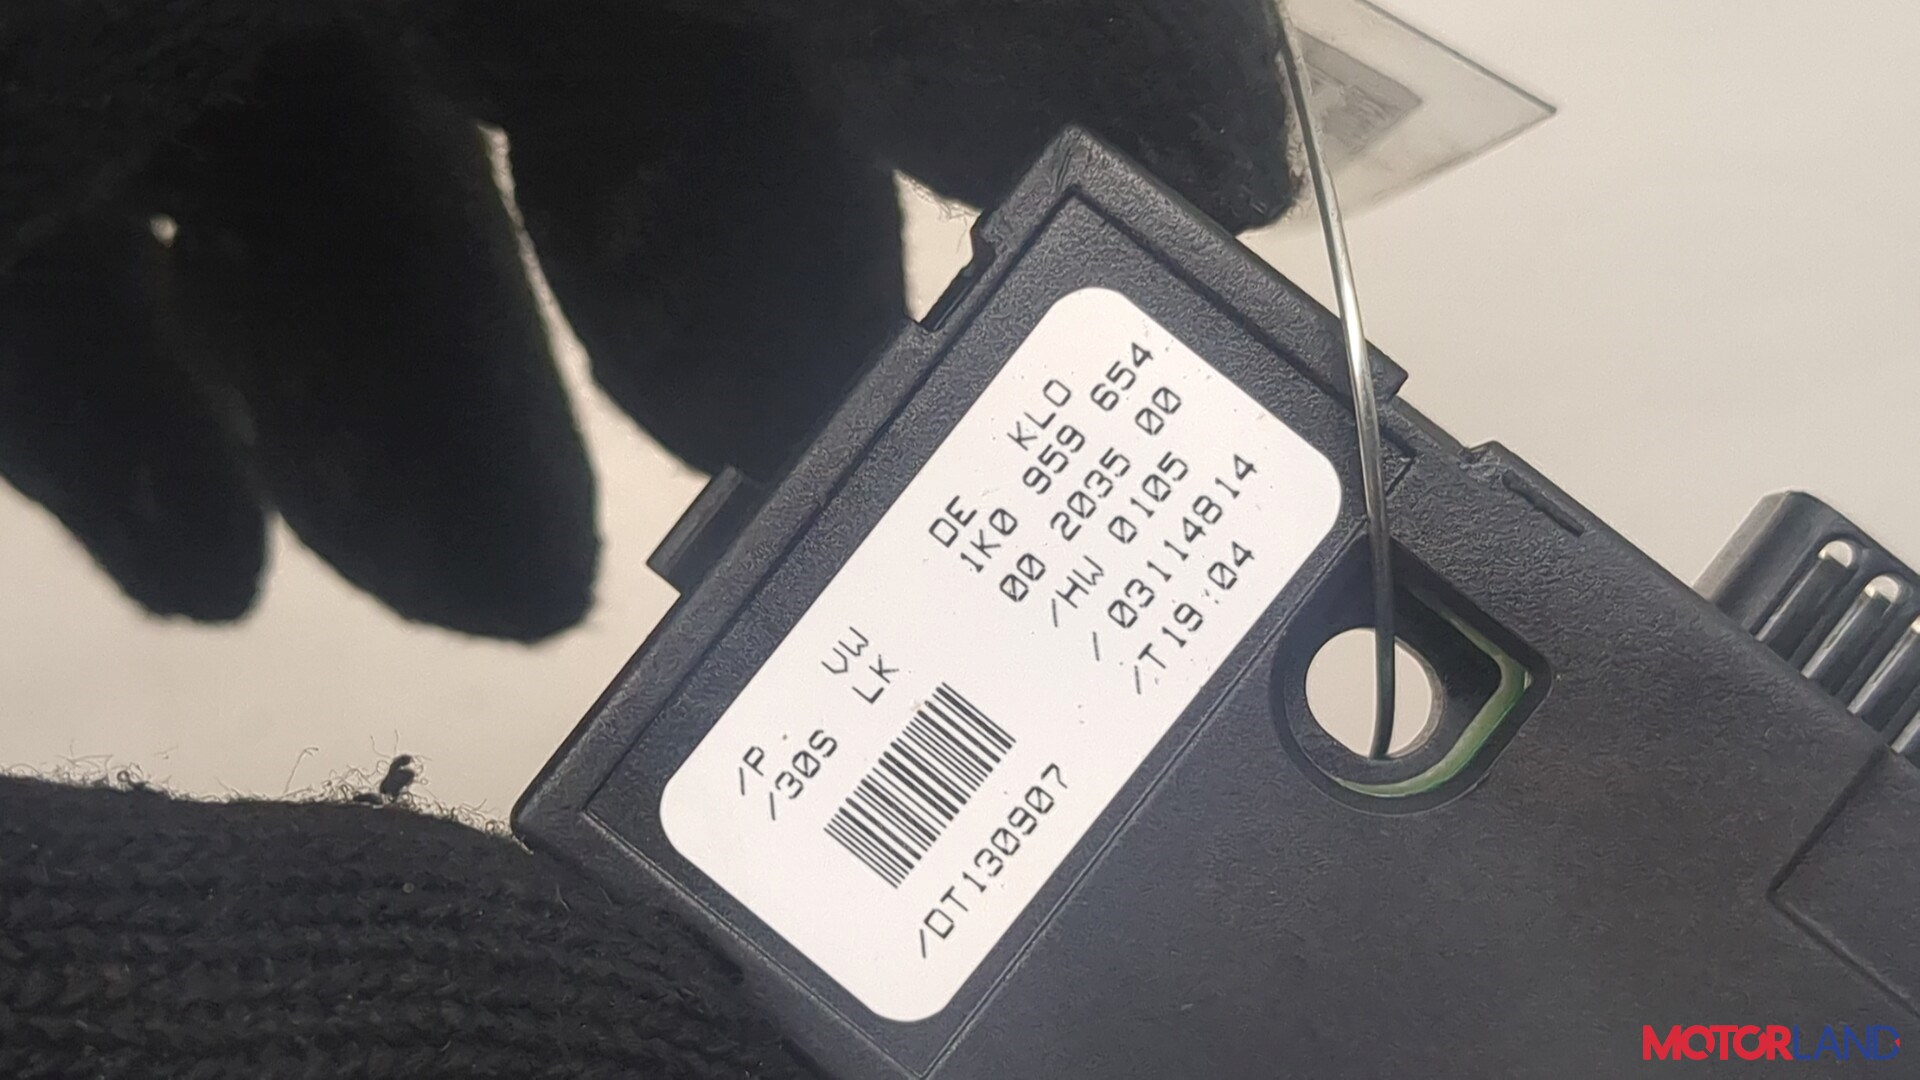 /P VW DE KLO
/30S LK 1K0 959 654
00 2035 00
/HW 0105
/ 03114814
/DT130907 /T19:04
MOTORLAND